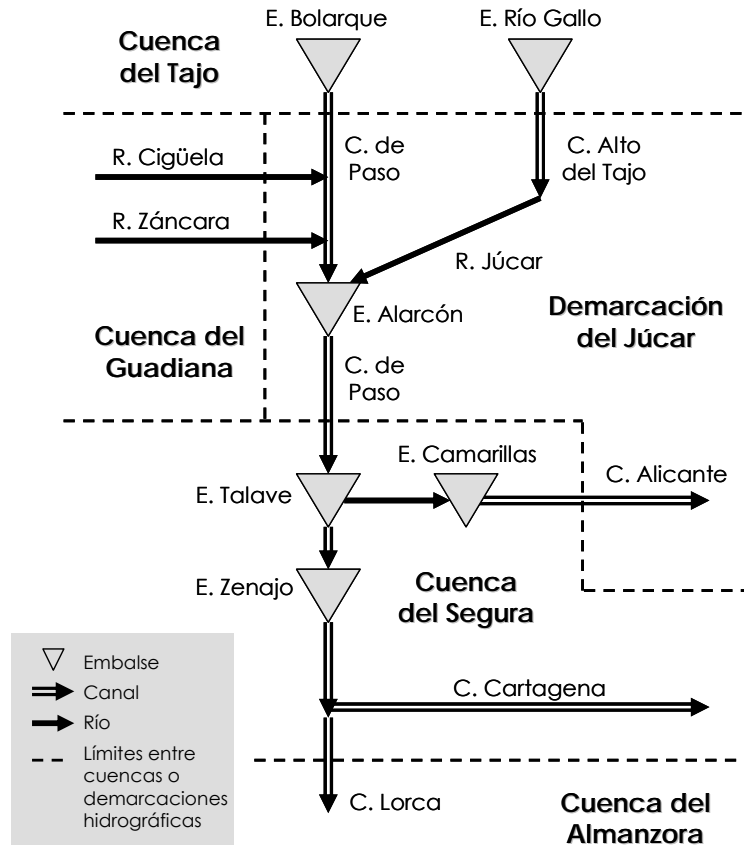 E. Bolarque
E. Río Gallo
Cuenca
del Tajo
R. Cigüela
C. de
Paso
C. Alto
del Tajo
R. Záncara
R. Júcar
E. Alarcón
Demarcación
del Júcar
Cuenca del
Guadiana
C. de
Paso
E. Camarillas
C. Alicante
E. Talave
E. Zenajo
Cuenca
del Segura
Embalse
Canal
Río
Límites entre
cuencas o
demarcaciones
hidrográficas
C. Cartagena
C. Lorca
Cuenca del
Almanzora